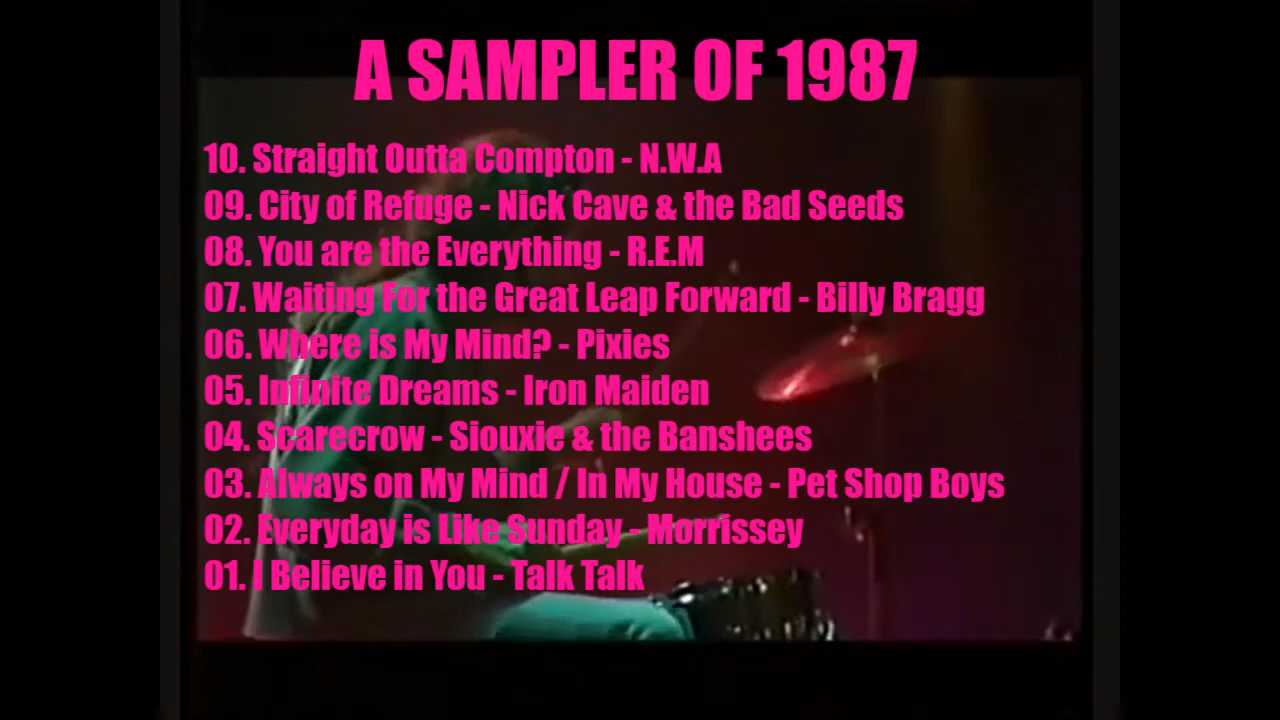 A SAMPLER OF 1987
10. Straight Outta Compton - N.W.A
09. City of Refuge - Nick Cave & the Bad Seeds
08. You are the Everything - R.E.M
07. Waiting For the Great Leap Forward - Billy Bragg
06. Where is My Mind? - Pixies
05. Infinite Dreams - Iron Maiden
04. Scarecrow - Siouxie & the Banshees
03. Always on My Mind / In My House - Pet Shop Boys
02. Everyday is Like Sunday - Morrissey
01. I Believe in You - Talk Talk